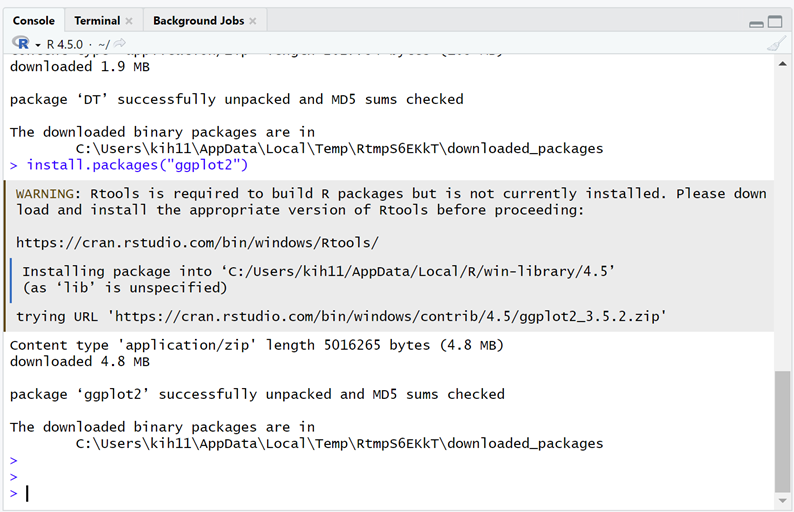 Console Terminal Background Jobs
R 4.5.0 · ~/
downloaded 1.9 MB
package ‘DT’ successfully unpacked and MD5 sums checked
The downloaded binary packages are in
C:\Users\kih11\AppData\Local\Temp\RtmpS6EKkT\downloaded_packages
> install.packages("ggplot2")
WARNING: Rtools is required to build R packages but is not currently installed. Please down
load and install the appropriate version of Rtools before proceeding:
https://cran.rstudio.com/bin/windows/Rtools/
Installing package into ‘C:/Users/kih11/AppData/Local/R/win-library/4.5’
(as ‘lib’ is unspecified)
trying URL 'https://cran.rstudio.com/bin/windows/contrib/4.5/ggplot2_3.5.2.zip'
Content type 'application/zip' length 5016265 bytes (4.8 MB)
downloaded 4.8 MB
package ‘ggplot2’ successfully unpacked and MD5 sums checked
The downloaded binary packages are in
C:\Users\kih11\AppData\Local\Temp\RtmpS6EKkT\downloaded_packages
>
>
>